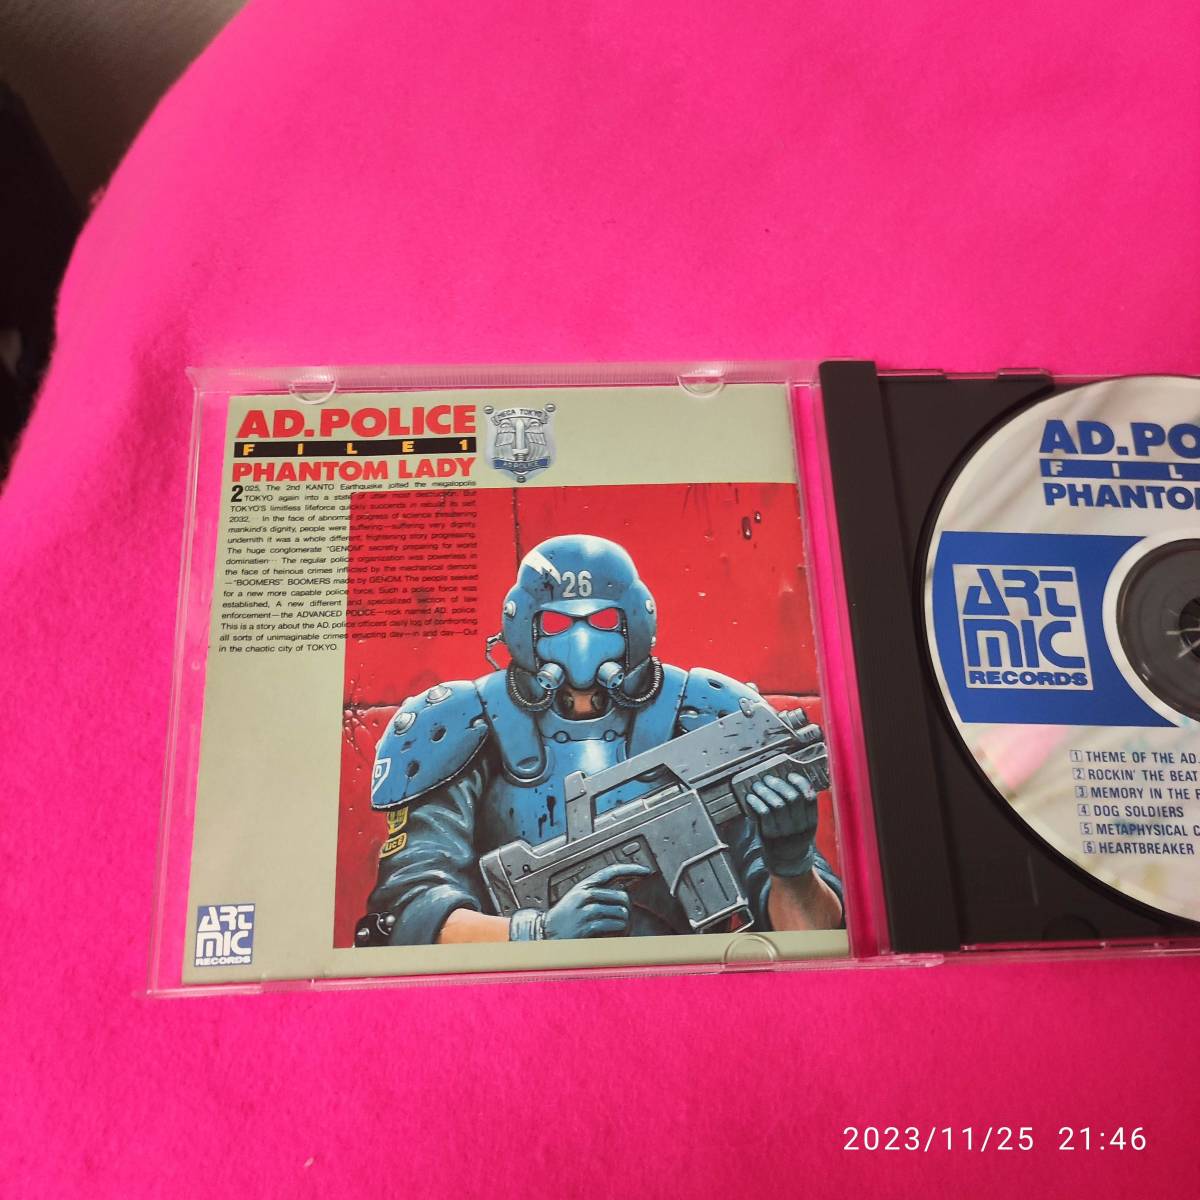 AD.POLICE
FILE 1
PHANTOM LADY
MEGA TOKYO
AD.POLICE
2025, The 2nd KANTO Earthquake jolted the megalopolis
TOKYO again into a state of utter most destruction. But
TOKYO'S limitless lifeforce quickly succends in rebuild its self.
2032, ... In the face of abnormal progress of science threatening
mankind's dignity, people were suffering—suffering very dignity,
undernith it was a whole different, frightening story progressing.
The huge conglomerate "GENOM" secretly preparing for world
dominatien… The regular police organization was powerless in
the face of heinous crimes inflicted by the mechanical demons
—"BOOMERS". BOOMERS made by GENOM. The people seeked
for a new more capable police force. Such a police force was
established, A new different and specialized section of law
enforcement—the ADVANCED POLICE—nick named AD. police.
This is a story about the AD. police officers' daily log of confronting
all sorts of unimaginable crimes erupting day—in and day—Out
in the chaotic city of TOKYO.
26
ART
MIC
RECORDS
AD.PO
FIL
PHANTOM
ART
MIC
RECORDS
1 THEME OF THE AD.
2 ROCKIN' THE BEAT
3 MEMORY IN THE
4 DOG SOLDIERS
5 METAPHYSICAL
6 HEARTBREAKER
2023/11/25 21:46